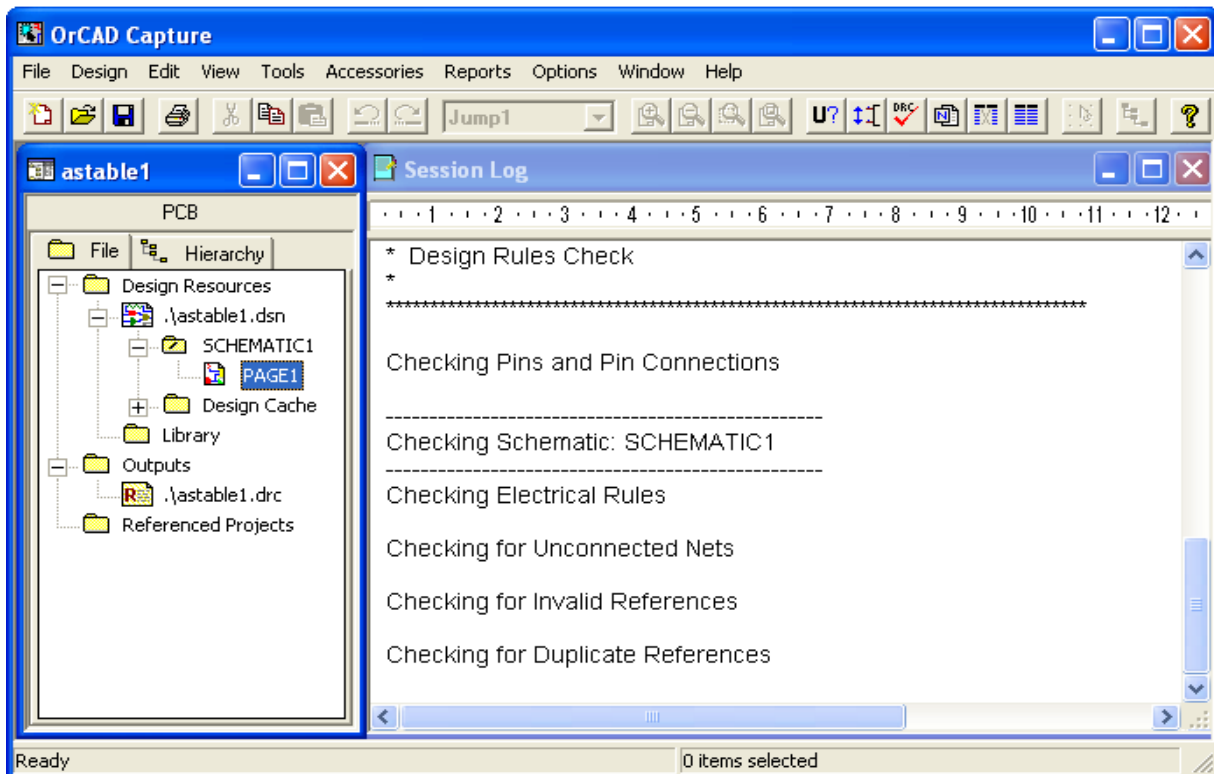 OrCAD Capture
File Design Edit View Tools Accessories Reports Options Window Help
Jump1 U? DRC N ?
astable1
PCB
File Hierarchy
Design Resources
.\astable1.dsn
SCHEMATIC1
PAGE1
Design Cache
Library
Outputs
R .\astable1.drc
Referenced Projects
Session Log
1 2 3 4 5 6 7 8 9 10 11 12
* Design Rules Check
*
********************************************************************************
Checking Pins and Pin Connections
--------------------------------------------------
Checking Schematic: SCHEMATIC1
--------------------------------------------------
Checking Electrical Rules
Checking for Unconnected Nets
Checking for Invalid References
Checking for Duplicate References
Ready
0 items selected